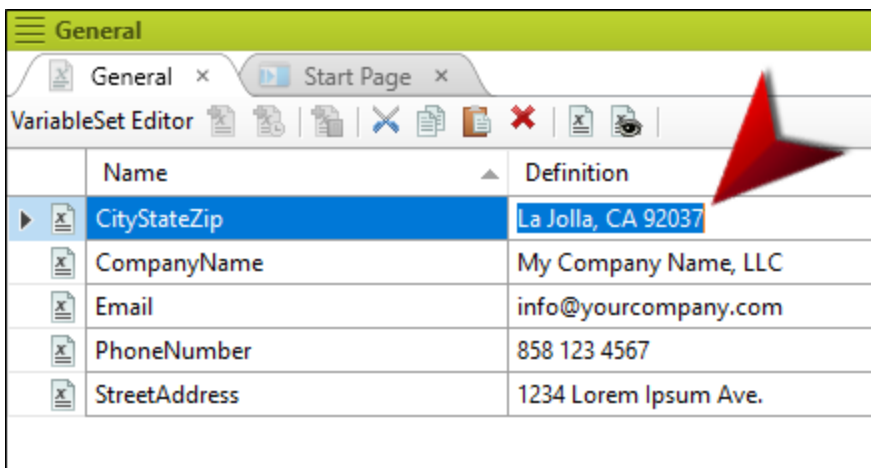 General
General × Start Page ×
VariableSet Editor
Name Definition
CityStateZip La Jolla, CA 92037
CompanyName My Company Name, LLC
Email info@yourcompany.com
PhoneNumber 858 123 4567
StreetAddress 1234 Lorem Ipsum Ave.